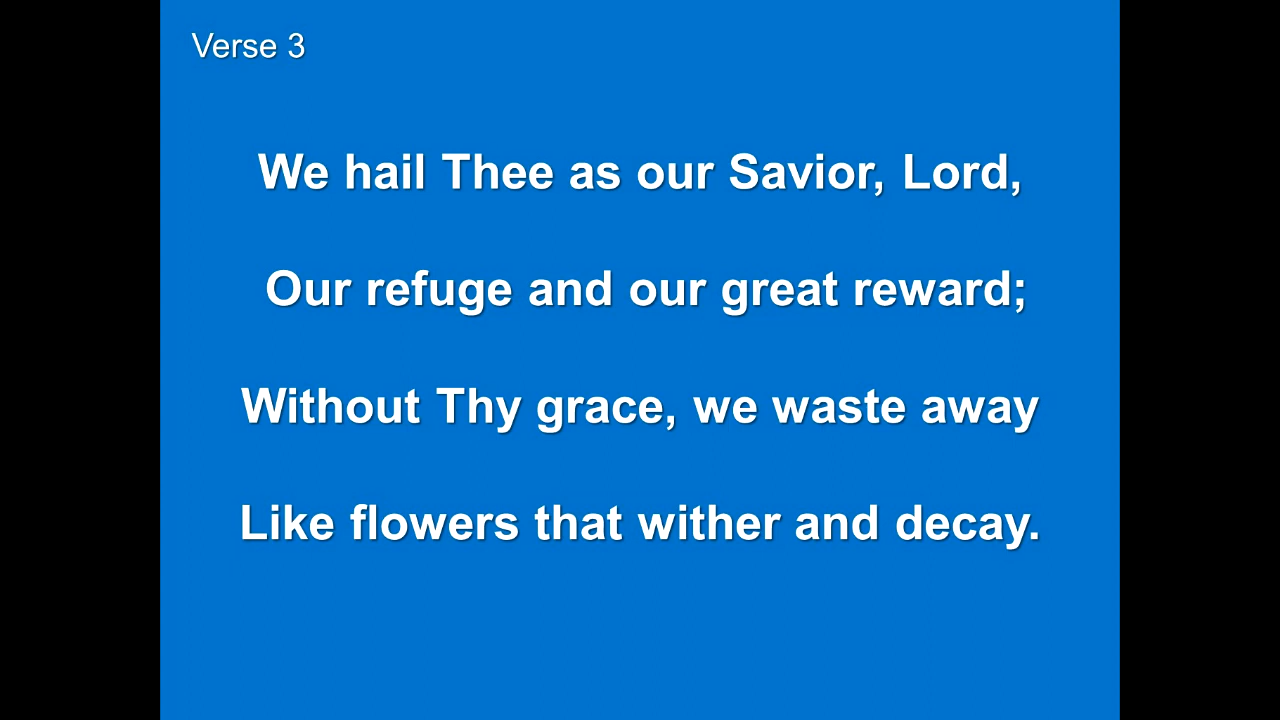 Verse 3
We hail Thee as our Savior, Lord,
Our refuge and our great reward;
Without Thy grace, we waste away
Like flowers that wither and decay.